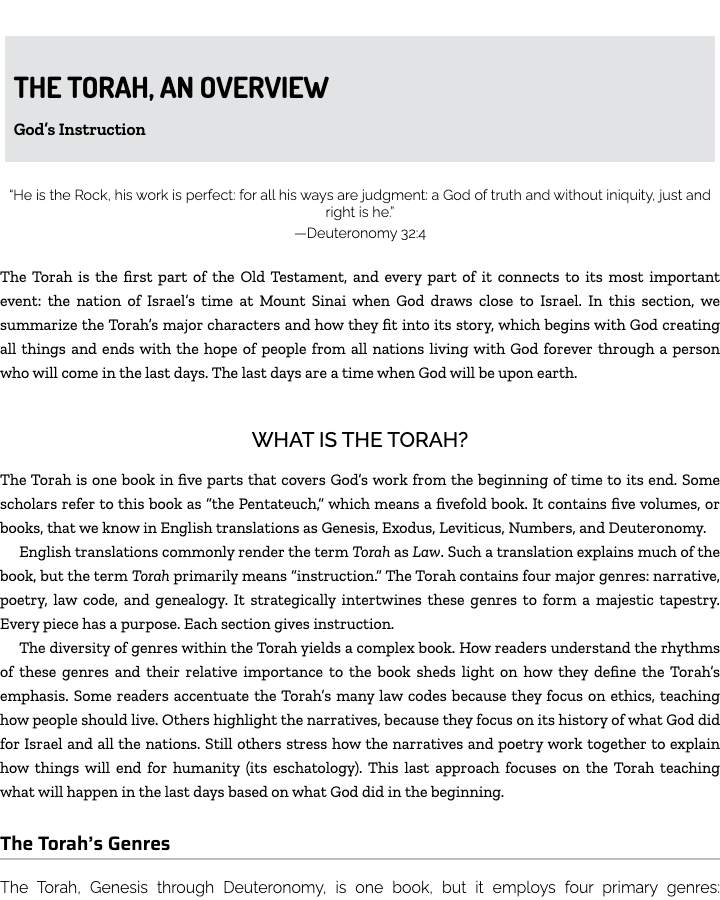 THE TORAH, AN OVERVIEW
God's Instruction
“He is the Rock, his work is perfect: for all his ways are judgment: a God of truth and without iniquity, just and
right is he.”
—Deuteronomy 32:4
The Torah is the first part of the Old Testament, and every part of it connects to its most important
event: the nation of Israel's time at Mount Sinai when God draws close to Israel. In this section, we
summarize the Torah's major characters and how they fit into its story, which begins with God creating
all things and ends with the hope of people from all nations living with God forever through a person
who will come in the last days. The last days are a time when God will be upon earth.
WHAT IS THE TORAH?
The Torah is one book in five parts that covers God's work from the beginning of time to its end. Some
scholars refer to this book as “the Pentateuch,” which means a fivefold book. It contains five volumes, or
books, that we know in English translations as Genesis, Exodus, Leviticus, Numbers, and Deuteronomy.
English translations commonly render the term Torah as Law. Such a translation explains much of the
book, but the term Torah primarily means “instruction.” The Torah contains four major genres: narrative,
poetry, law code, and genealogy. It strategically intertwines these genres to form a majestic tapestry.
Every piece has a purpose. Each section gives instruction.
The diversity of genres within the Torah yields a complex book. How readers understand the rhythms
of these genres and their relative importance to the book sheds light on how they define the Torah's
emphasis. Some readers accentuate the Torah's many law codes because they focus on ethics, teaching
how people should live. Others highlight the narratives, because they focus on its history of what God did
for Israel and all the nations. Still others stress how the narratives and poetry work together to explain
how things will end for humanity (its eschatology). This last approach focuses on the Torah teaching
what will happen in the last days based on what God did in the beginning.
The Torah's Genres
The Torah, Genesis through Deuteronomy, is one book, but it employs four primary genres: